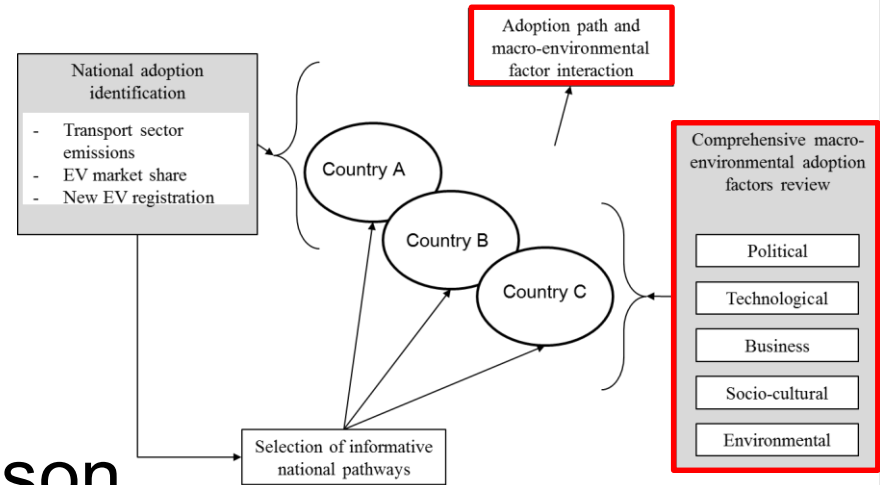 Adoption path and
macro-environmental
factor interaction
National adoption
identification
- Transport sector
emissions
- EV market share
- New EV registration
Country A
Country B
Country C
Comprehensive macro-
environmental adoption
factors review
Political
Technological
Business
Socio-cultural
Environmental
Selection of informative
national pathways
son